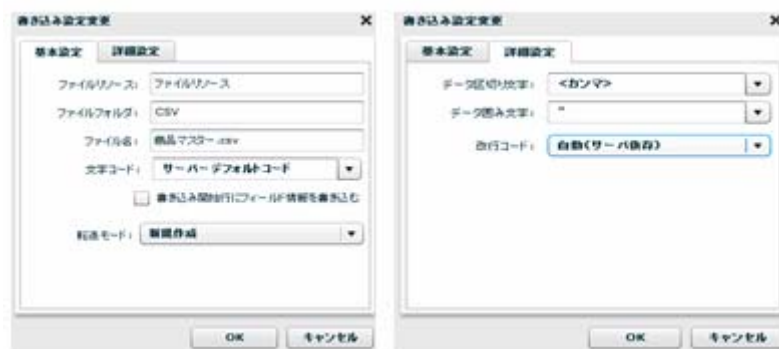 書き込み設定変更
基本設定 詳細設定
ファイルリソース: ファイルリソース
ファイルフォルダ: CSV
ファイル名: 商品マスター.csv
文字コード: サーバーデフォルトコード
書き込み開始行にフィールド情報を書き込む
転送モード: 新規作成
OK キャンセル
書き込み設定変更
基本設定 詳細設定
データ区切り文字: <カンマ>
データ囲み文字: "
改行コード: 自動(サーバ依存)
OK キャンセル